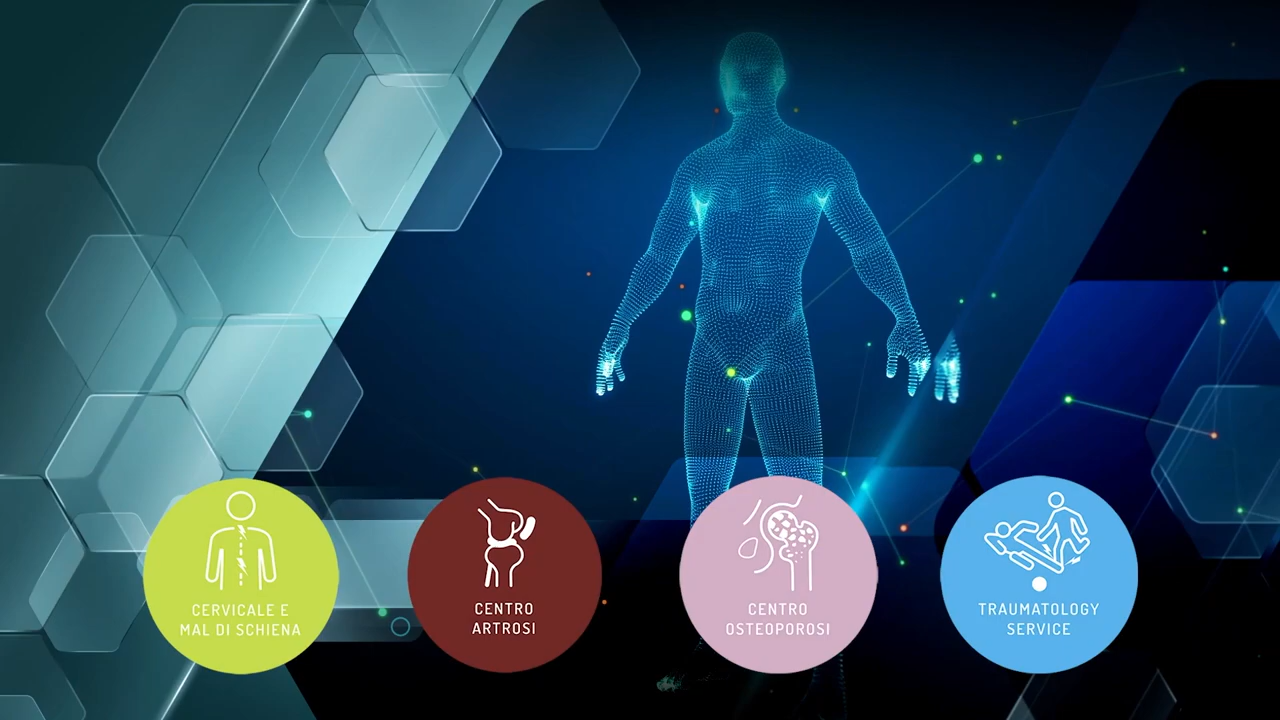 CERVICALE E
MAL DI SCHIENA
CENTRO
ARTROSI
CENTRO
OSTEOPOROSI
TRAUMATOLOGY
SERVICE